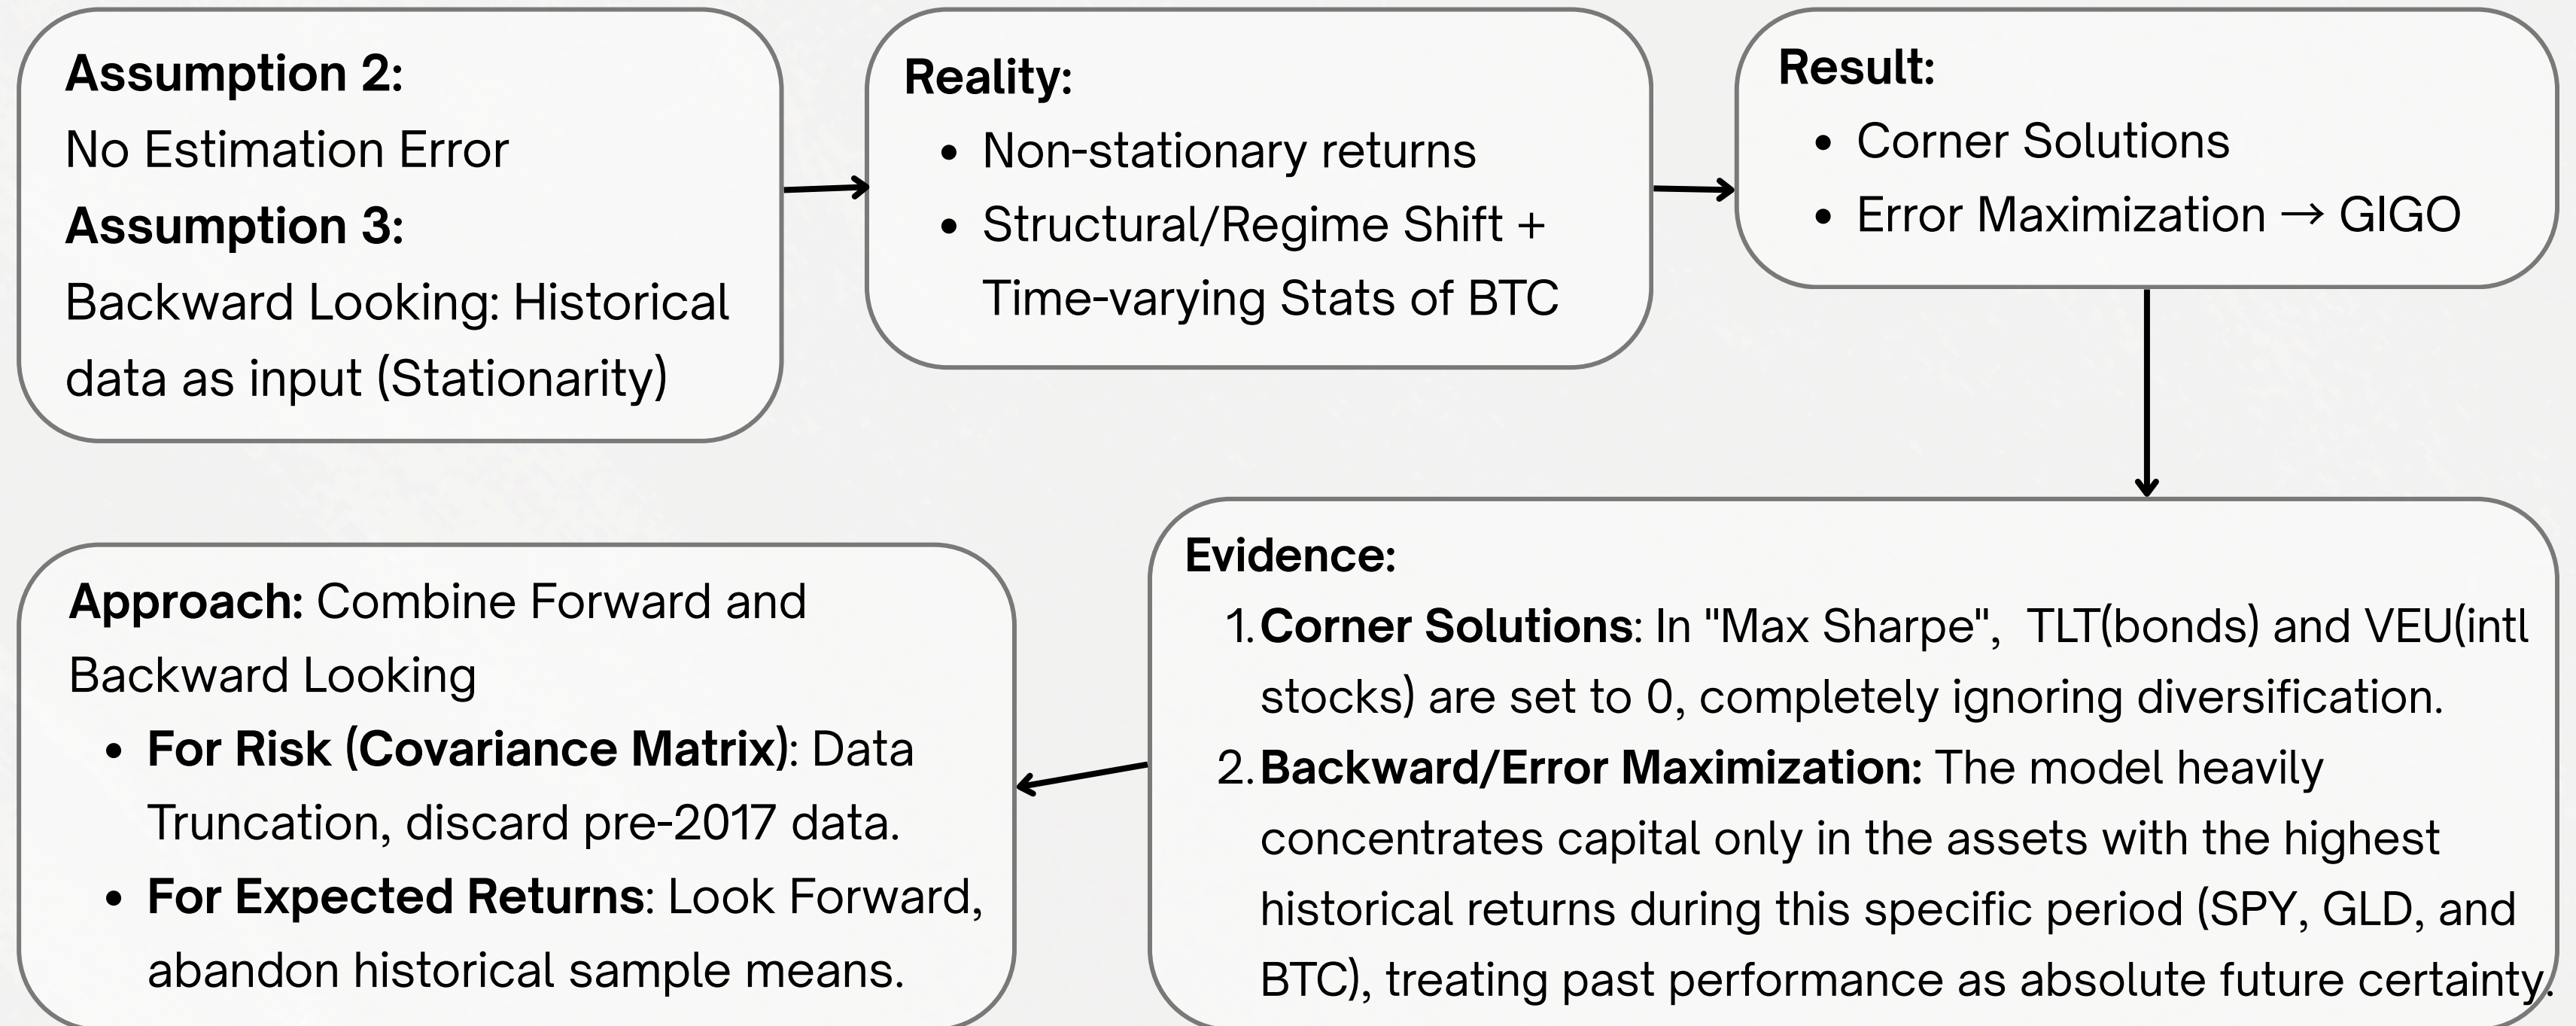 Assumption 2:
No Estimation Error
Assumption 3:
Backward Looking: Historical
data as input (Stationarity)
Reality:
• Non-stationary returns
• Structural/Regime Shift +
Time-varying Stats of BTC
Result:
• Corner Solutions
• Error Maximization → GIGO
Evidence:
1. Corner Solutions: In "Max Sharpe", TLT(bonds) and VEU(intl
stocks) are set to 0, completely ignoring diversification.
2. Backward/Error Maximization: The model heavily
concentrates capital only in the assets with the highest
historical returns during this specific period (SPY, GLD, and
BTC), treating past performance as absolute future certainty.
Approach: Combine Forward and
Backward Looking
• For Risk (Covariance Matrix): Data
Truncation, discard pre-2017 data.
• For Expected Returns: Look Forward,
abandon historical sample means.